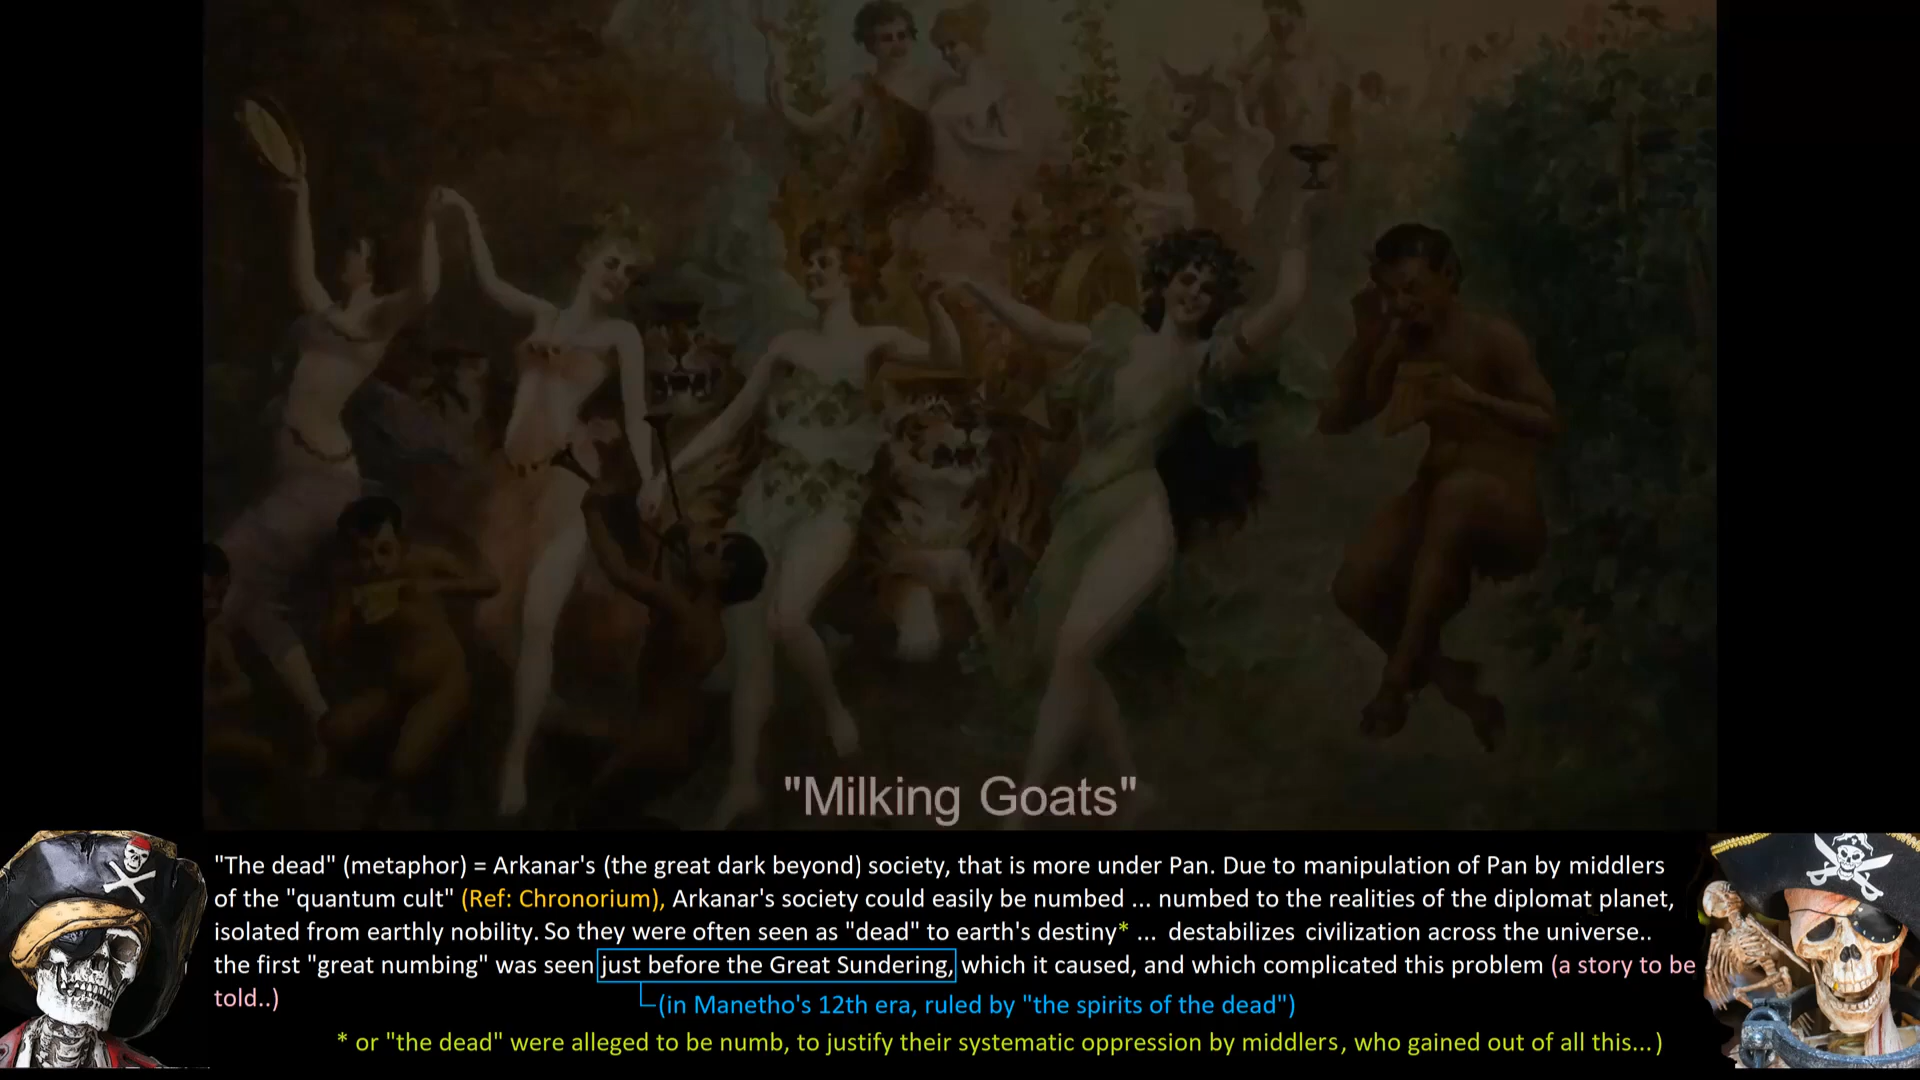 "Milking Goats"
"The dead" (metaphor) = Arkanar's (the great dark beyond) society, that is more under Pan. Due to manipulation of Pan by middlers
of the "quantum cult" (Ref: Chronorium), Arkanar's society could easily be numbed ... numbed to the realities of the diplomat planet,
isolated from earthly nobility. So they were often seen as "dead" to earth's destiny* ... destabilizes civilization across the universe..
the first "great numbing" was seen just before the Great Sundering, which it caused, and which complicated this problem (a story to be
told..)
(in Manetho's 12th era, ruled by "the spirits of the dead")
* or "the dead" were alleged to be numb, to justify their systematic oppression by middlers, who gained out of all this...)